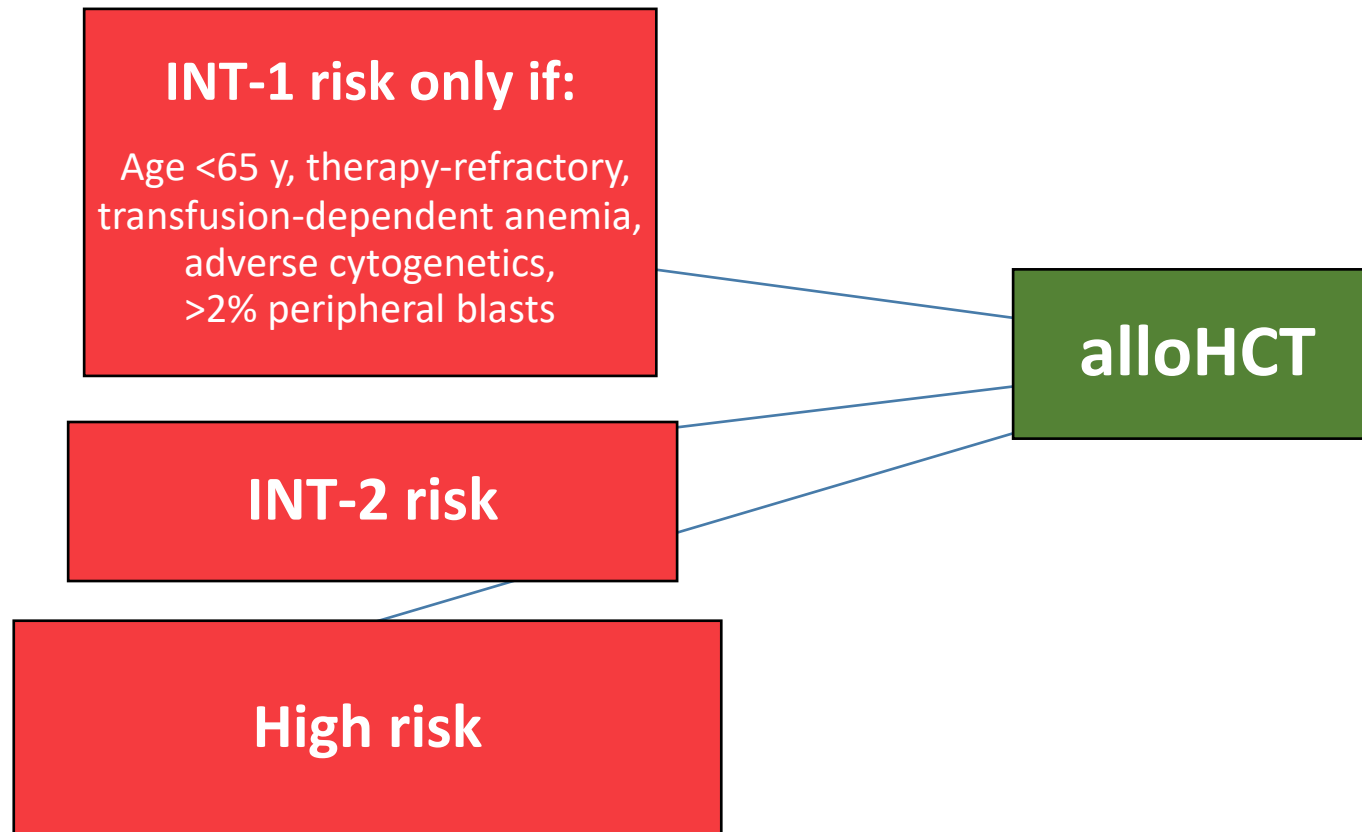 INT-1 risk only if:
Age <65 y, therapy-refractory,
transfusion-dependent anemia,
adverse cytogenetics,
>2% peripheral blasts
alloHCT
INT-2 risk
High risk